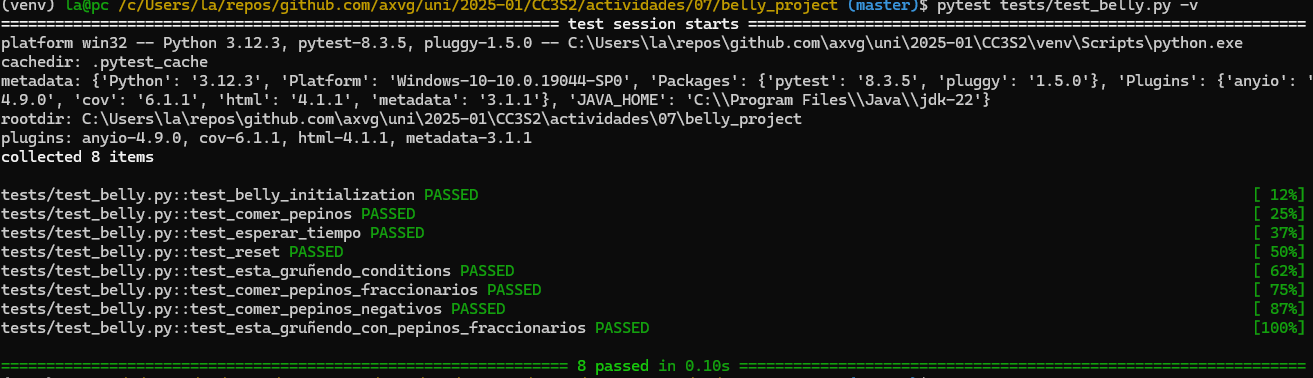 (venv) la@pc /c/Users/la/repos/github.com/axvg/uni/2025-01/CC3S2/actividades/07/belly_project (master)$ pytest tests/test_belly.py -v
============================================================== test session starts ==============================================================
platform win32 -- Python 3.12.3, pytest-8.3.5, pluggy-1.5.0 -- C:\Users\la\repos\github.com\axvg\uni\2025-01\CC3S2\venv\Scripts\python.exe
cachedir: .pytest_cache
metadata: {'Python': '3.12.3', 'Platform': 'Windows-10-10.0.19044-SP0', 'Packages': {'pytest': '8.3.5', 'pluggy': '1.5.0'}, 'Plugins': {'anyio': '
4.9.0', 'cov': '6.1.1', 'html': '4.1.1', 'metadata': '3.1.1'}, 'JAVA_HOME': 'C:\\Program Files\\Java\\jdk-22'}
rootdir: C:\Users\la\repos\github.com\axvg\uni\2025-01\CC3S2\actividades\07\belly_project
plugins: anyio-4.9.0, cov-6.1.1, html-4.1.1, metadata-3.1.1
collected 8 items
tests/test_belly.py::test_belly_initialization PASSED [ 12%]
tests/test_belly.py::test_comer_pepinos PASSED [ 25%]
tests/test_belly.py::test_esperar_tiempo PASSED [ 37%]
tests/test_belly.py::test_reset PASSED [ 50%]
tests/test_belly.py::test_esta_gruñendo_conditions PASSED [ 62%]
tests/test_belly.py::test_comer_pepinos_fraccionarios PASSED [ 75%]
tests/test_belly.py::test_comer_pepinos_negativos PASSED [ 87%]
tests/test_belly.py::test_esta_gruñendo_con_pepinos_fraccionarios PASSED [100%]
=============================================================== 8 passed in 0.10s ===============================================================